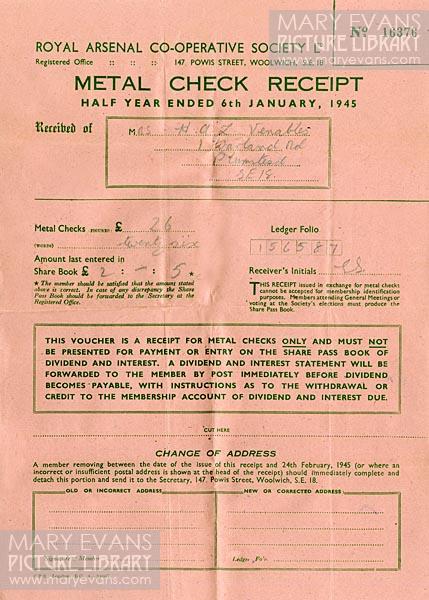 MARY EVANS
PICTURE LIBRARY
Nº 16376
ROYAL ARSENAL CO-OPERATIVE SOCIETY Lᴰ
Registered Office :: :: :: 147, POWIS STREET, WOOLWICH, S.E. 18
METAL CHECK RECEIPT
HALF YEAR ENDED 6th JANUARY, 1945
Received of
MRS H A L Venables
1 Road
Plumstead
SE 18
Metal Checks FIGURES: £ 26
(WORDS) twenty six
Amount last entered in
Share Book £ 2 - - 5 ★
★ The member should be satisfied that the amount stated
above is correct. In case of any discrepancy the Share
Pass Book should be forwarded to the Secretary at the
Registered Office.
Ledger Folio
156587
Receiver's Initials
THIS RECEIPT issued in exchange for metal checks
cannot be accepted for membership identification
purposes. Members attending General Meetings or
voting at the Society's elections must produce the
Share Pass Book.
THIS VOUCHER IS A RECEIPT FOR METAL CHECKS ONLY AND MUST NOT
BE PRESENTED FOR PAYMENT OR ENTRY ON THE SHARE PASS BOOK OF
DIVIDEND AND INTEREST. A DIVIDEND AND INTEREST STATEMENT WILL BE
FORWARDED TO THE MEMBER BY POST IMMEDIATELY BEFORE DIVIDEND
BECOMES PAYABLE, WITH INSTRUCTIONS AS TO THE WITHDRAWAL OR
CREDIT TO THE MEMBERSHIP ACCOUNT OF DIVIDEND AND INTEREST DUE.
CUT HERE
CHANGE OF ADDRESS
A member removing between the date of the issue of this receipt and 24th February, 1945 (or where an
incorrect or insufficient postal address is shown at the head of the receipt) should immediately complete and
detach this portion and send it to the Secretary, 147, Powis Street, Woolwich, S.E. 18.
OLD OR INCORRECT ADDRESS
NEW OR CORRECTED ADDRESS
Ledger Fo'o.
MARY EVANS
PICTURE LIBRARY